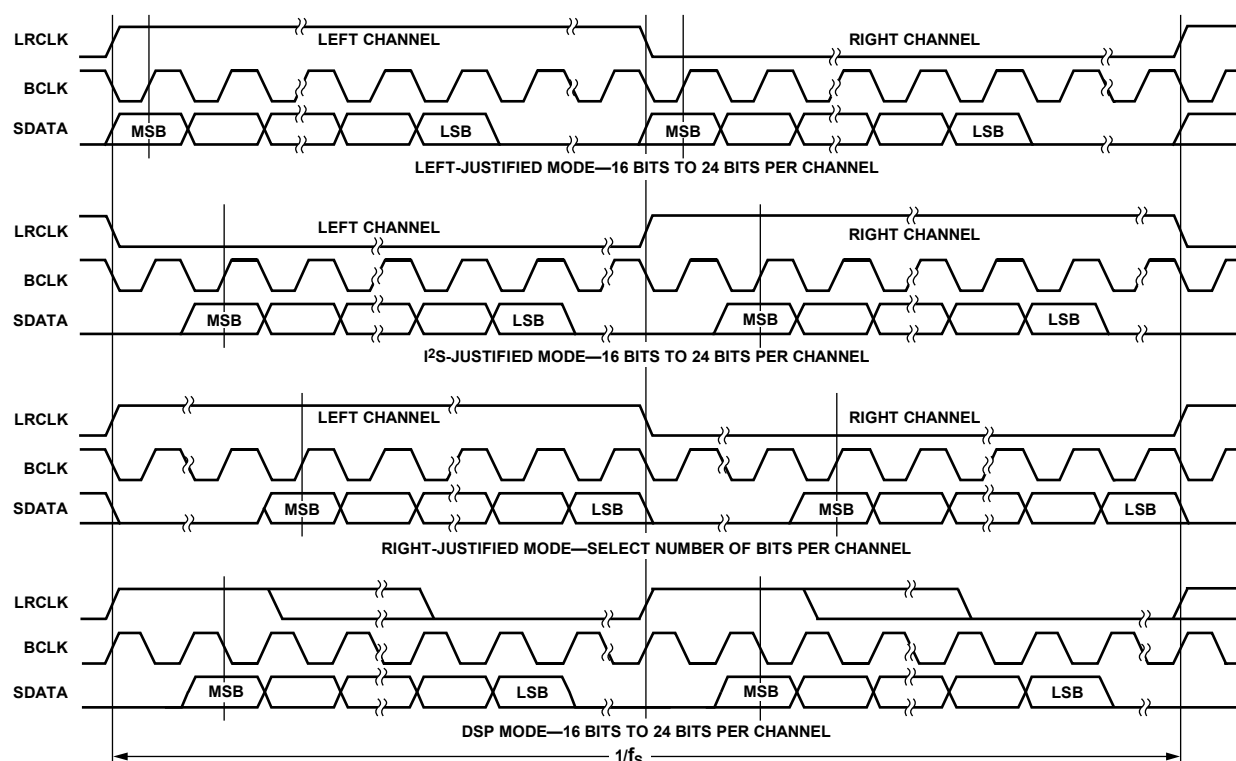 LRCLK LEFT CHANNEL RIGHT CHANNEL
BCLK
SDATA MSB LSB MSB LSB
LEFT-JUSTIFIED MODE—16 BITS TO 24 BITS PER CHANNEL
LRCLK LEFT CHANNEL RIGHT CHANNEL
BCLK
SDATA MSB LSB MSB LSB
I²S-JUSTIFIED MODE—16 BITS TO 24 BITS PER CHANNEL
LRCLK LEFT CHANNEL RIGHT CHANNEL
BCLK
SDATA MSB LSB MSB LSB
RIGHT-JUSTIFIED MODE—SELECT NUMBER OF BITS PER CHANNEL
LRCLK
BCLK
SDATA MSB LSB MSB LSB
DSP MODE—16 BITS TO 24 BITS PER CHANNEL
1/fS